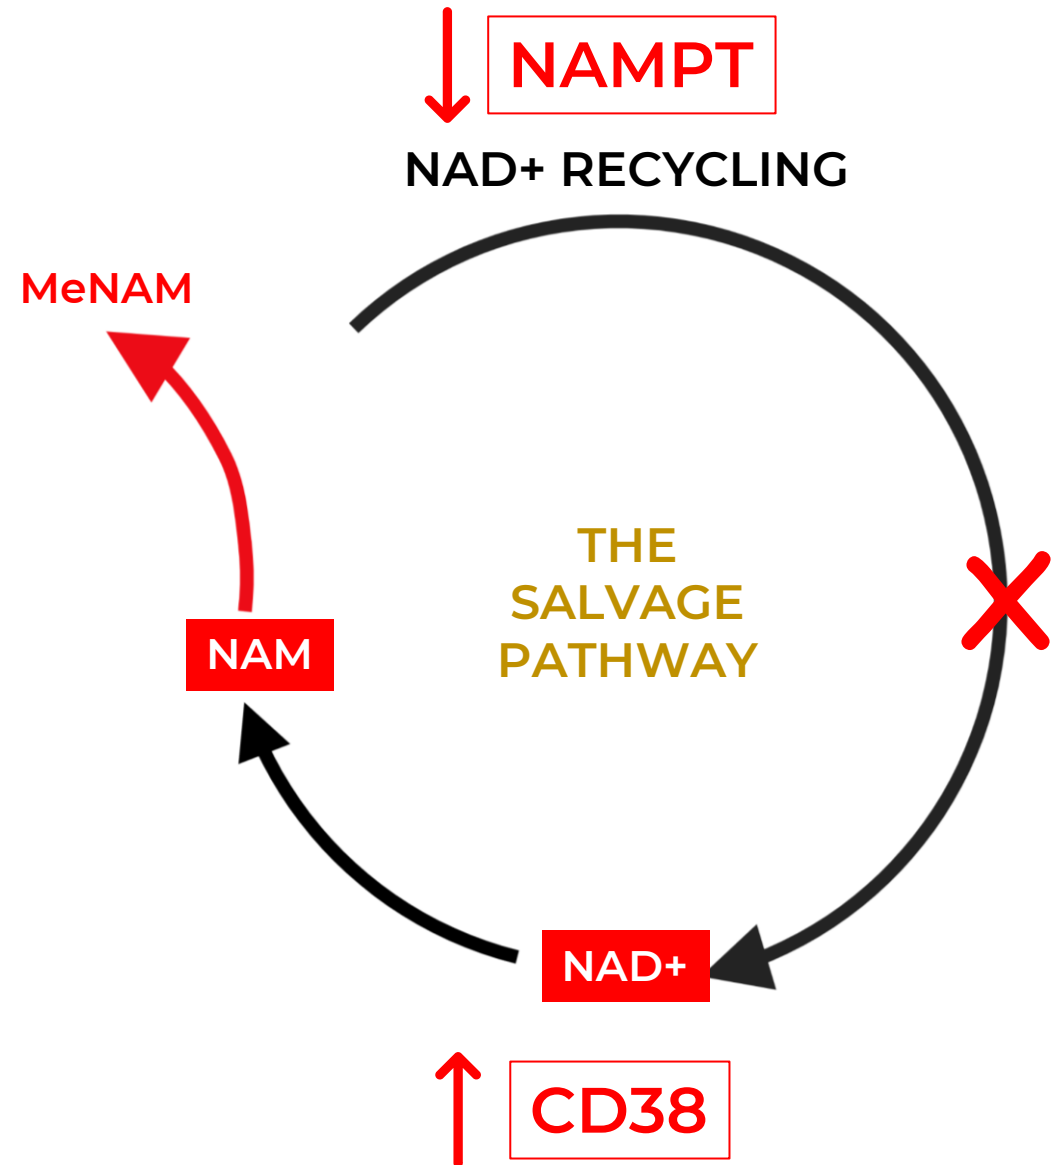 NAMPT
NAD+ RECYCLING
MeNAM
THE
SALVAGE
PATHWAY
NAM
NAD+
CD38